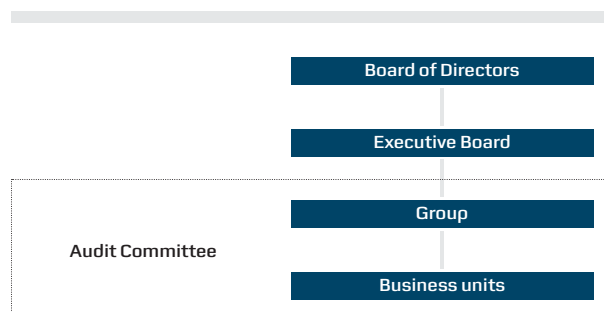 Board of Directors
Executive Board
Group
Audit Committee
Business units